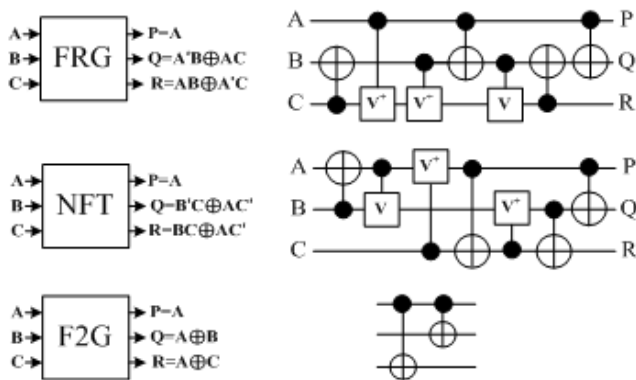 A P=A A P
B FRG Q=A'B⊕AC B Q
C R=AB⊕A'C C V⁺ V⁺ V R
A P=A A V⁺ P
B NFT Q=B'C⊕AC' B V V⁺ Q
C R=BC⊕AC' C R
A P=A
B F2G Q=A⊕B
C R=A⊕C